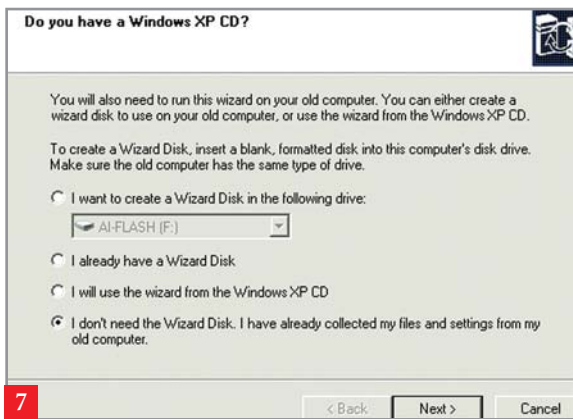 Do you have a Windows XP CD?
You will also need to run this wizard on your old computer. You can either create a
wizard disk to use on your old computer, or use the wizard from the Windows XP CD.
To create a Wizard Disk, insert a blank, formatted disk into this computer's disk drive.
Make sure the old computer has the same type of drive.
I want to create a Wizard Disk in the following drive:
AI-FLASH (F:)
I already have a Wizard Disk
I will use the wizard from the Windows XP CD
I don't need the Wizard Disk. I have already collected my files and settings from my
old computer.
7
< Back
Next >
Cancel